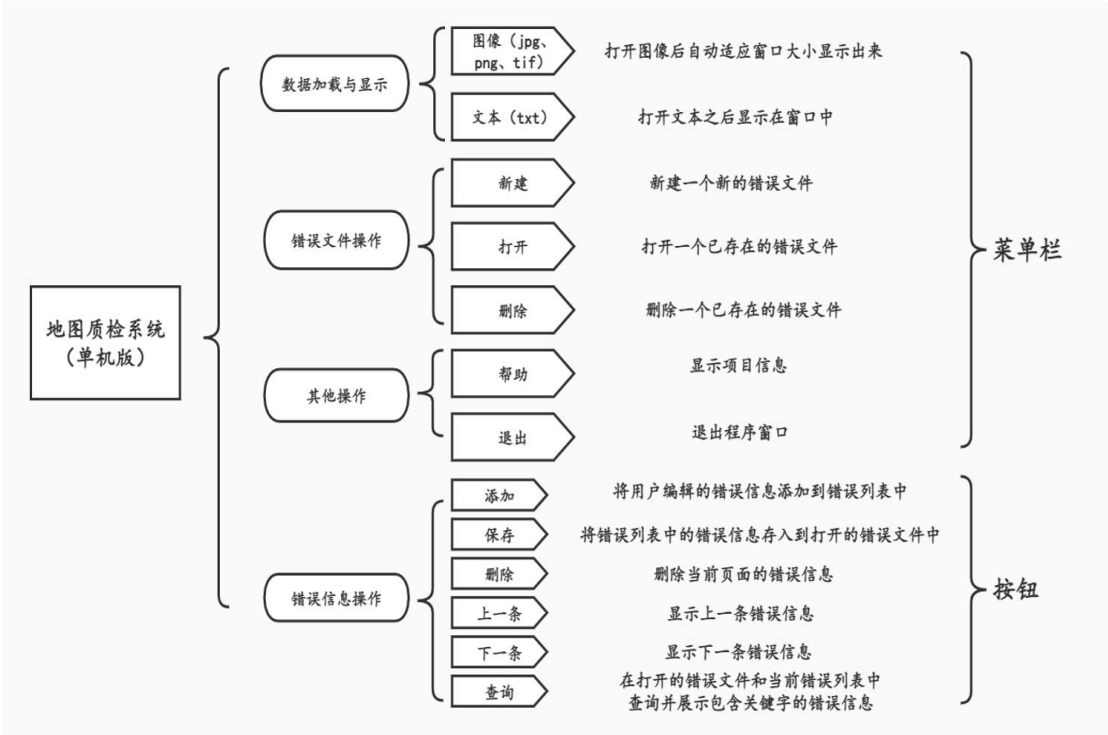 地图质检系统
（单机版）
数据加载与显示
图像（jpg、
png、tif）
打开图像后自动适应窗口大小显示出来
文本（txt）
打开文本之后显示在窗口中
错误文件操作
新建
新建一个新的错误文件
打开
打开一个已存在的错误文件
删除
删除一个已存在的错误文件
其他操作
帮助
显示项目信息
退出
退出程序窗口
菜单栏
错误信息操作
添加
将用户编辑的错误信息添加到错误列表中
保存
将错误列表中的错误信息存入到打开的错误文件中
删除
删除当前页面的错误信息
上一条
显示上一条错误信息
下一条
显示下一条错误信息
查询
在打开的错误文件和当前错误列表中
查询并展示包含关键字的错误信息
按钮